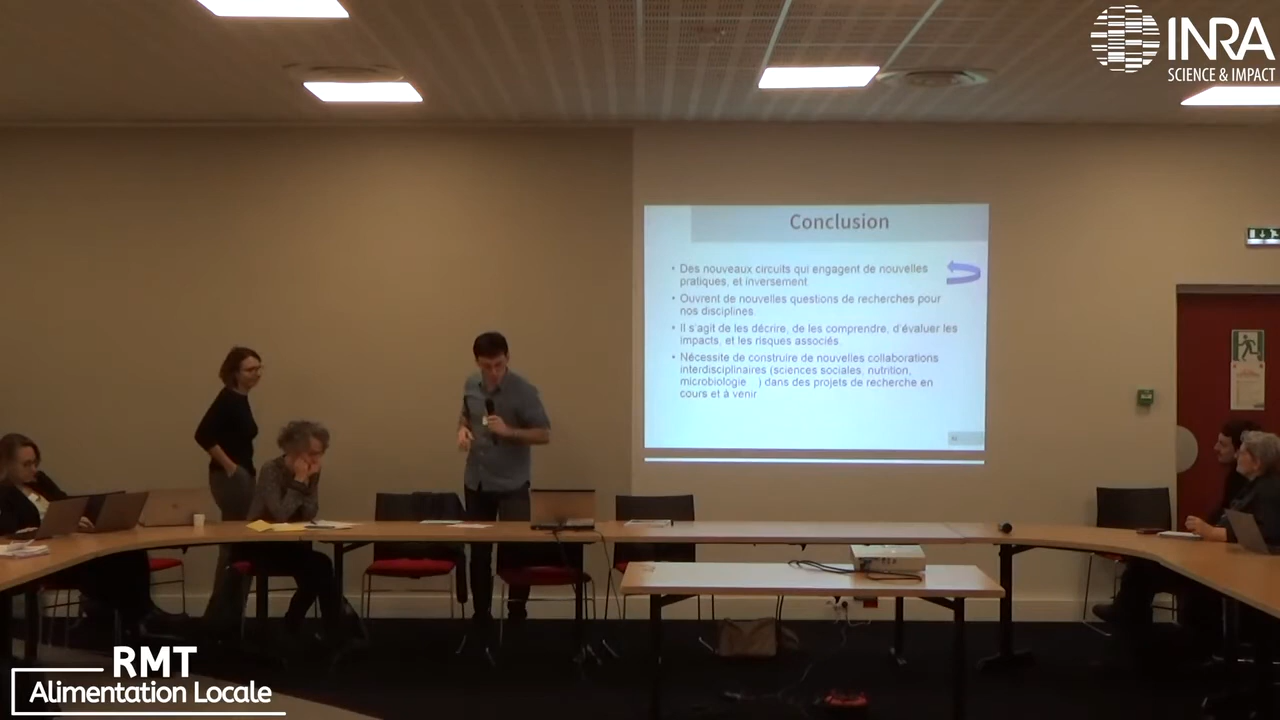 INRA
SCIENCE & IMPACT
Conclusion
• Des nouveaux circuits qui engagent de nouvelles
pratiques, et inversement
• Ouvrent de nouvelles questions de recherches pour
nos disciplines.
• Il s'agit de les décrire, de les comprendre, d'évaluer les
impacts, et les risques associés.
• Nécessite de construire de nouvelles collaborations
interdisciplinaires (sciences sociales, nutrition,
microbiologie ) dans des projets de recherche en
cours et à venir
RMT
Alimentation Locale